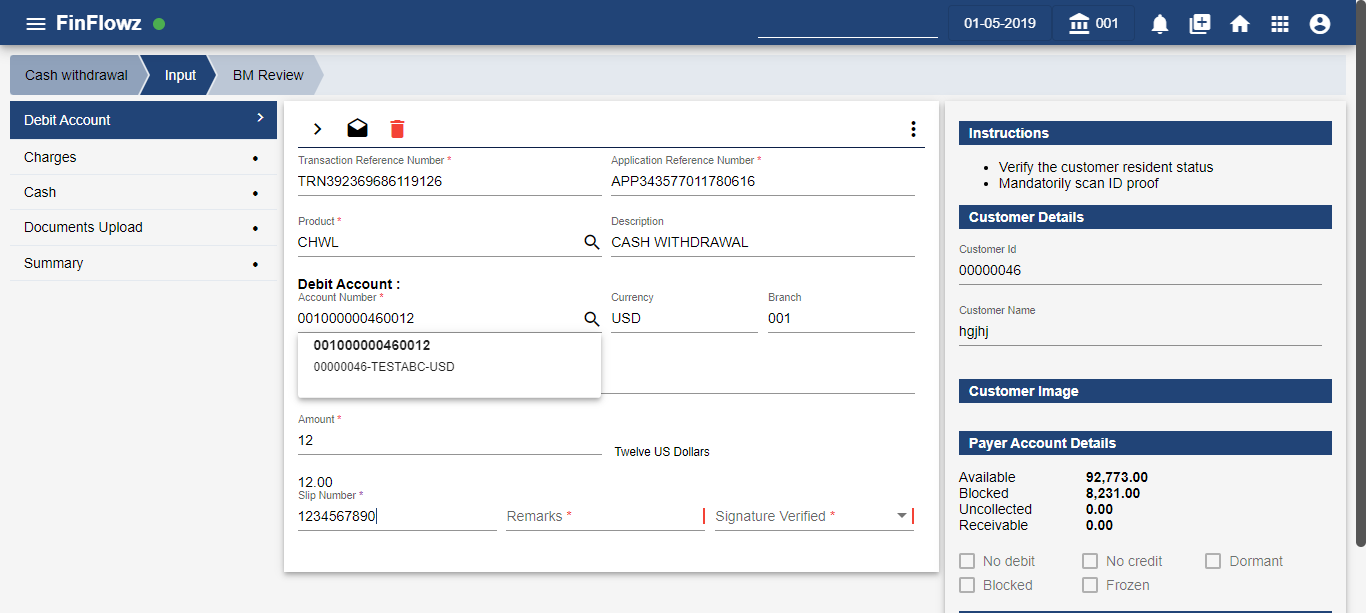 FinFlowz
01-05-2019
001
Cash withdrawal
Input
BM Review
Debit Account
Charges
Cash
Documents Upload
Summary
Transaction Reference Number *
TRN392369686119126
Application Reference Number *
APP343577011780616
Product *
CHWL
Description
CASH WITHDRAWAL
Debit Account :
Account Number *
001000000460012
Currency
USD
Branch
001
001000000460012
00000046-TESTABC-USD
Amount *
12
Twelve US Dollars
12.00
Slip Number *
1234567890
Remarks *
Signature Verified *
Instructions
• Verify the customer resident status
• Mandatorily scan ID proof
Customer Details
Customer Id
00000046
Customer Name
hgjhj
Customer Image
Payer Account Details
Available 92,773.00
Blocked 8,231.00
Uncollected 0.00
Receivable 0.00
No debit No credit Dormant
Blocked Frozen